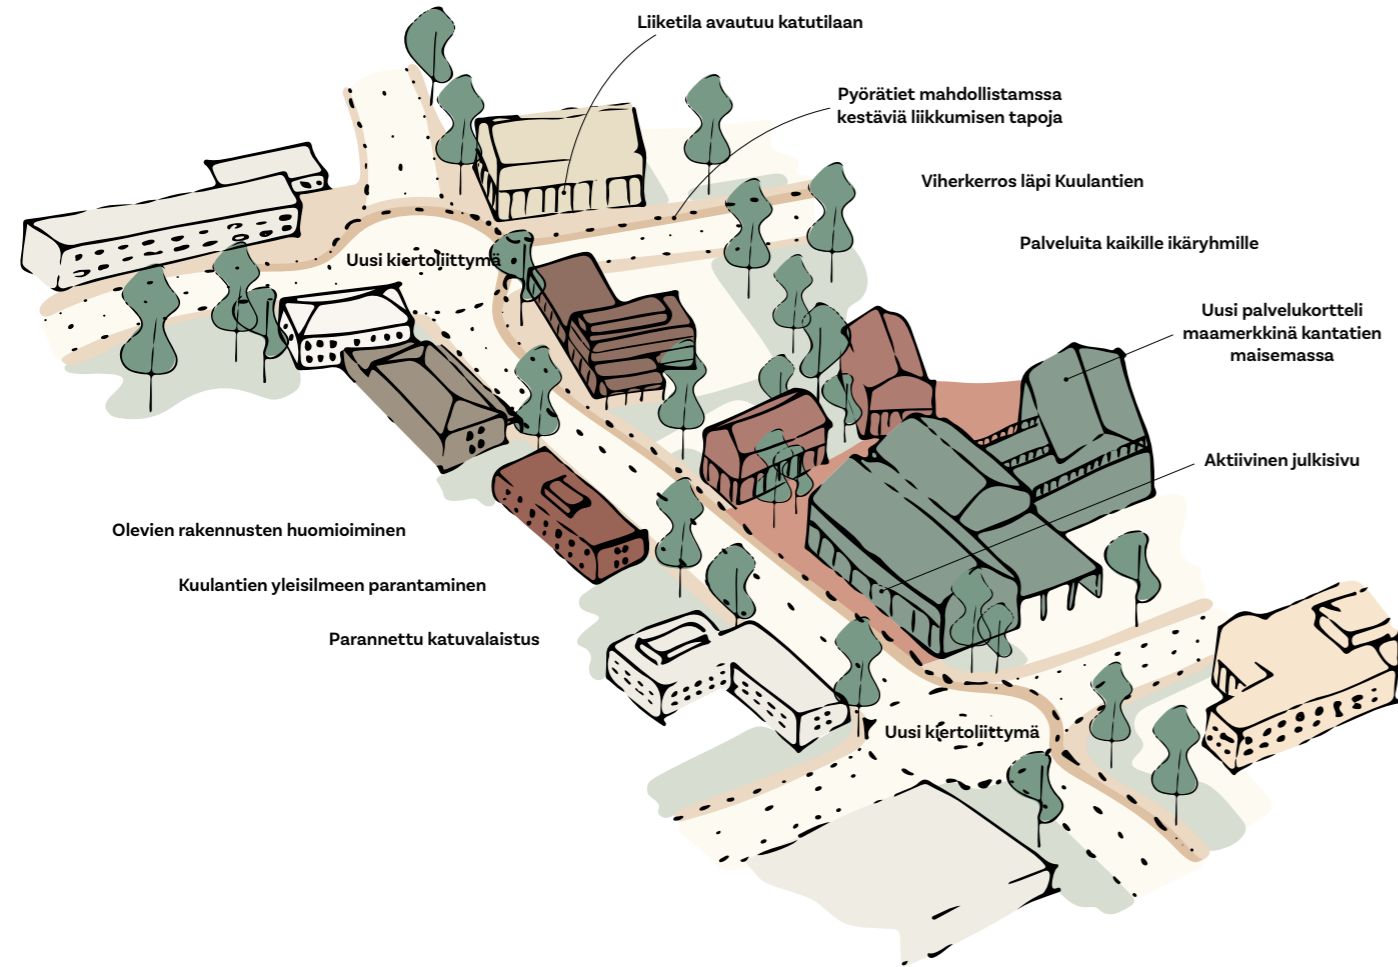 Liiketila avautuu katutilaan
Pyörätiet mahdollistamssa
kestäviä liikkumisen tapoja
Viherkerros läpi Kuulantien
Palveluita kaikille ikäryhmille
Uusi kiertoliittymä
Uusi palvelukortteli
maamerkkinä kantatien
maisemassa
Aktiivinen julkisivu
Olevien rakennusten huomioiminen
Kuulantien yleisilmeen parantaminen
Parannettu katuvalaistus
Uusi kiertoliittymä